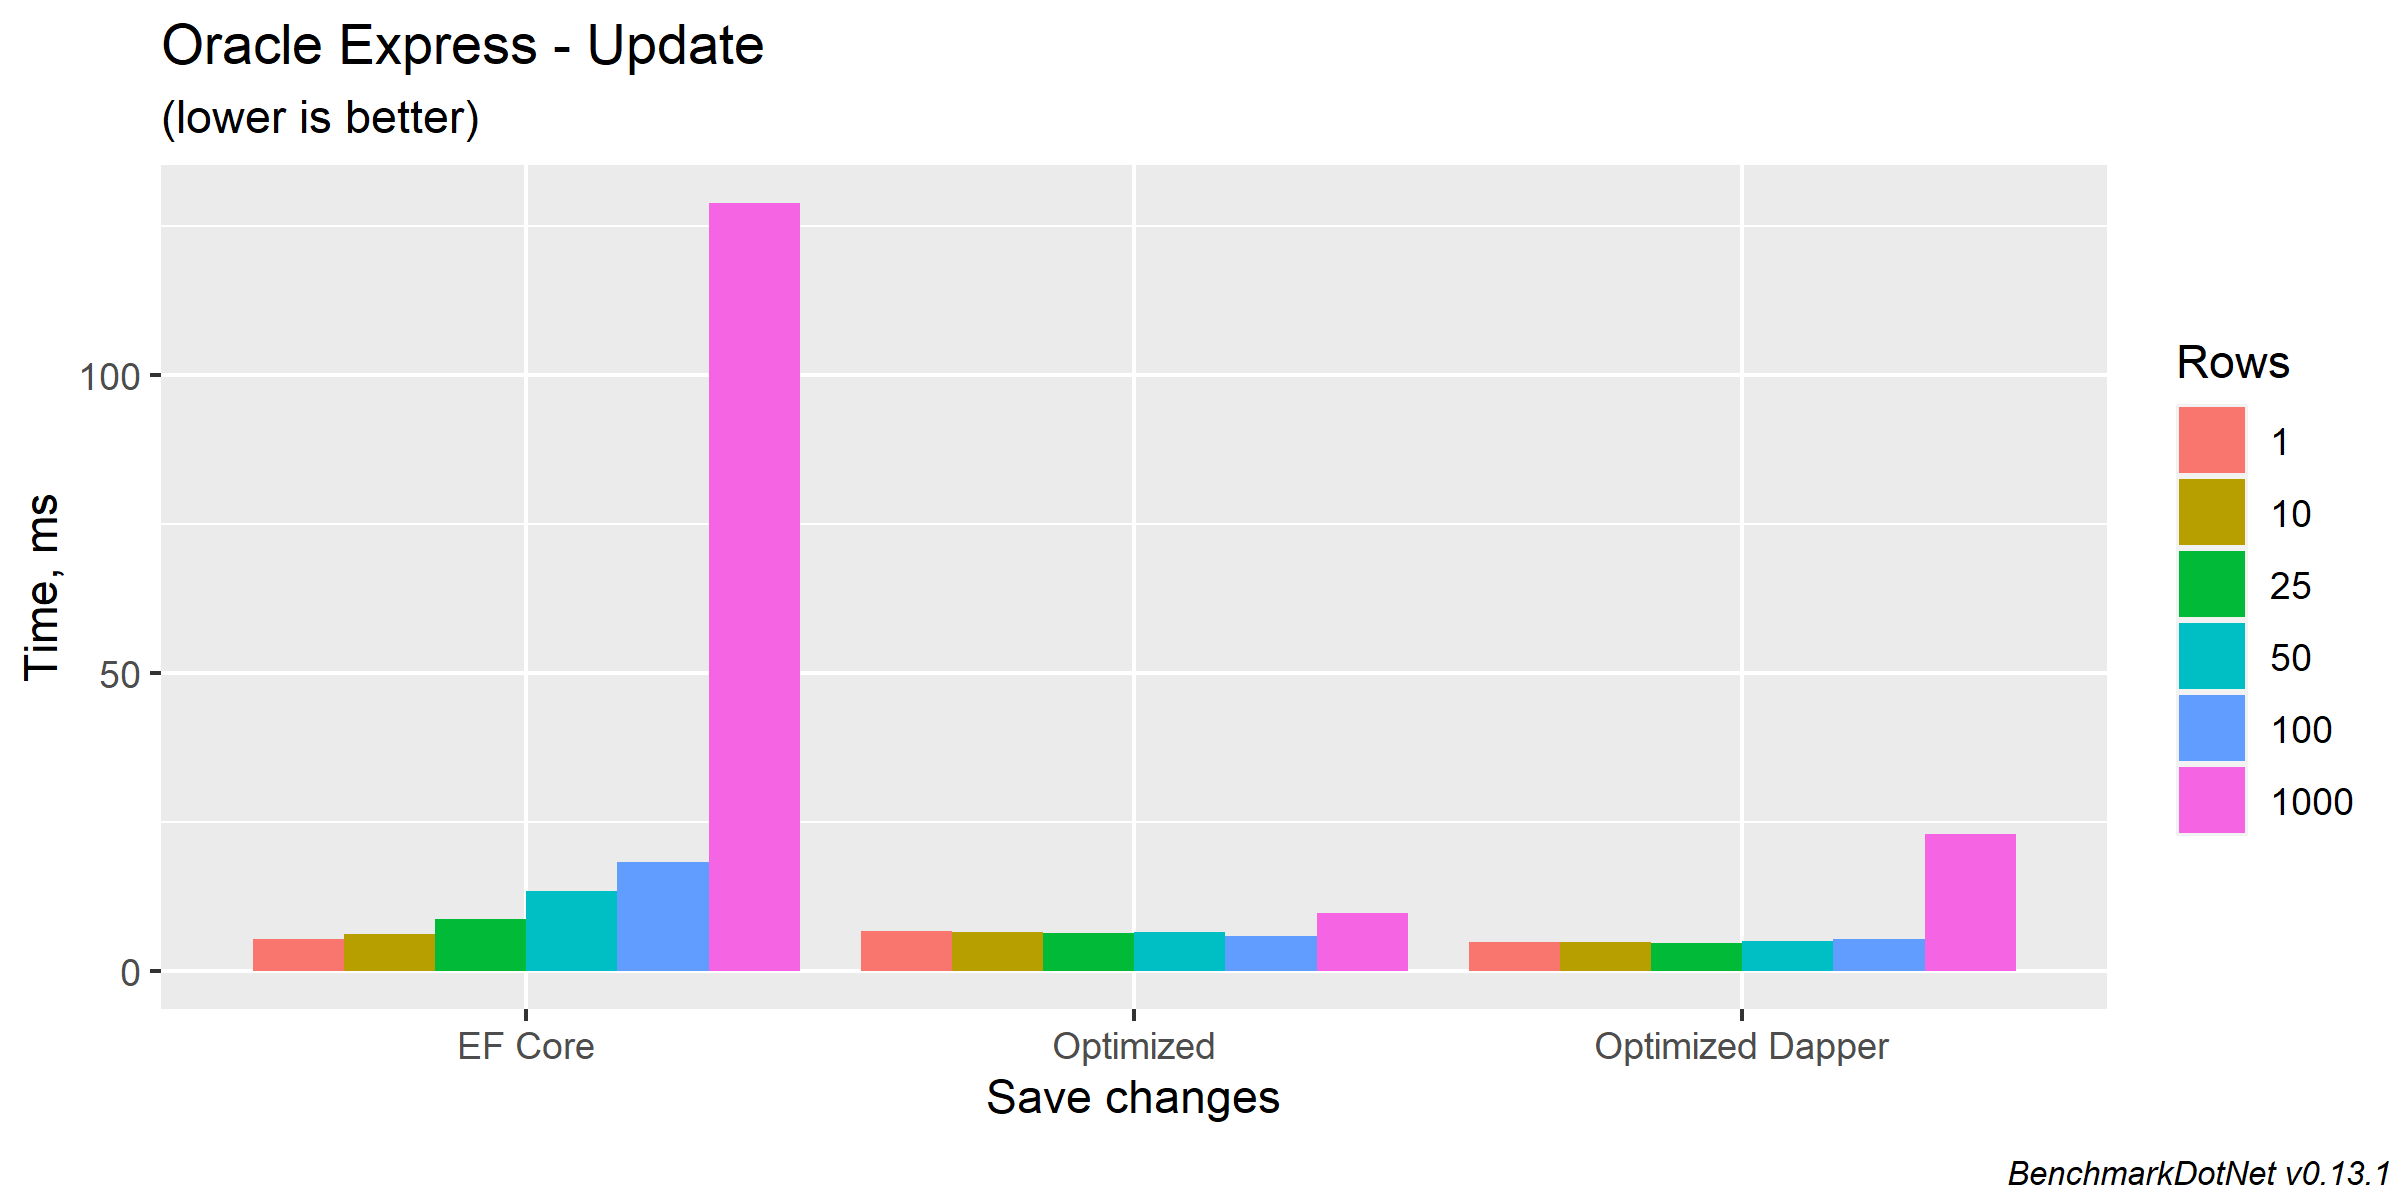 Oracle Express - Update
(lower is better)
Time, ms
100
50
0
EF Core
Optimized
Optimized Dapper
Save changes
Rows
1
10
25
50
100
1000
BenchmarkDotNet v0.13.1